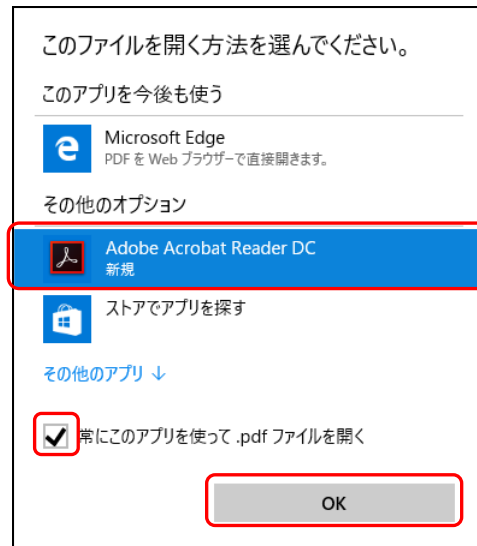 このファイルを開く方法を選んでください。
このアプリを今後も使う
Microsoft Edge
PDF を Web ブラウザーで直接開きます。
その他のオプション
Adobe Acrobat Reader DC
新規
ストアでアプリを探す
その他のアプリ ↓
常にこのアプリを使って .pdf ファイルを開く
OK